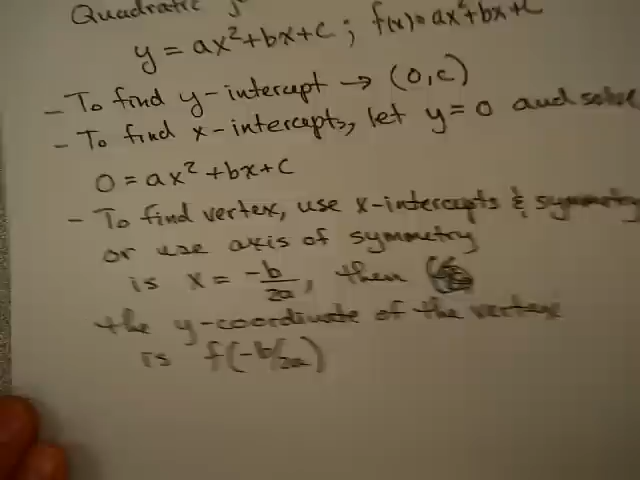 Quadratic
y = ax²+bx+c ; f(x)=ax²+bx+c
- To find y-intercept → (0,c)
- To find x-intercepts, let y=0 and solve
0 = ax² +bx+c
- To find vertex, use x-intercepts & symmetry
or use axis of symmetry
is x = -b/2a, then
the y-coordinate of the vertex
is f(-b/2a)